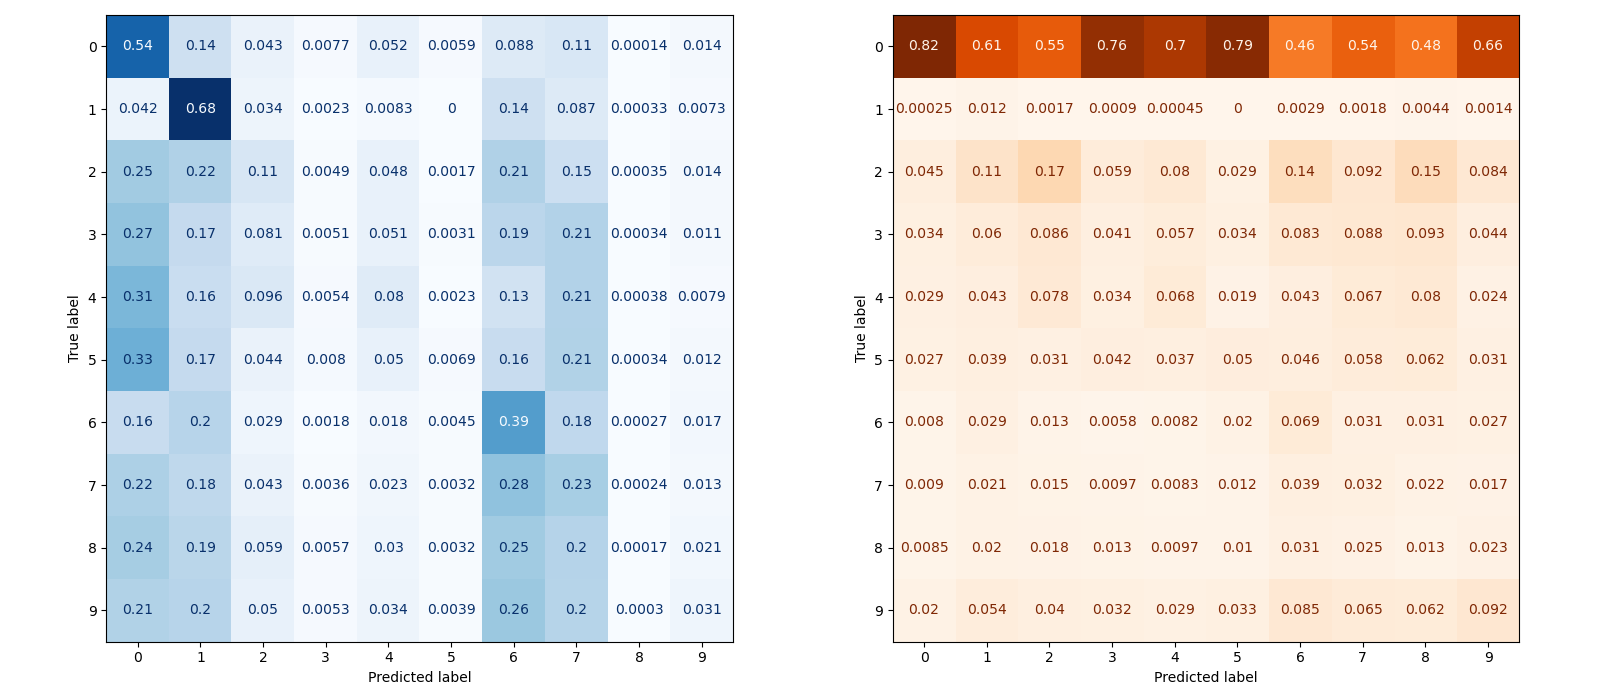 0 0.54 0.14 0.043 0.0077 0.052 0.0059 0.088 0.11 0.00014 0.014
1 0.042 0.68 0.034 0.0023 0.0083 0 0.14 0.087 0.00033 0.0073
2 0.25 0.22 0.11 0.0049 0.048 0.0017 0.21 0.15 0.00035 0.014
3 0.27 0.17 0.081 0.0051 0.051 0.0031 0.19 0.21 0.00034 0.011
4 0.31 0.16 0.096 0.0054 0.08 0.0023 0.13 0.21 0.00038 0.0079
5 0.33 0.17 0.044 0.008 0.05 0.0069 0.16 0.21 0.00034 0.012
6 0.16 0.2 0.029 0.0018 0.018 0.0045 0.39 0.18 0.00027 0.017
7 0.22 0.18 0.043 0.0036 0.023 0.0032 0.28 0.23 0.00024 0.013
8 0.24 0.19 0.059 0.0057 0.03 0.0032 0.25 0.2 0.00017 0.021
9 0.21 0.2 0.05 0.0053 0.034 0.0039 0.26 0.2 0.0003 0.031
0 1 2 3 4 5 6 7 8 9
True label
Predicted label
0 0.82 0.61 0.55 0.76 0.7 0.79 0.46 0.54 0.48 0.66
1 0.00025 0.012 0.0017 0.0009 0.00045 0 0.0029 0.0018 0.0044 0.0014
2 0.045 0.11 0.17 0.059 0.08 0.029 0.14 0.092 0.15 0.084
3 0.034 0.06 0.086 0.041 0.057 0.034 0.083 0.088 0.093 0.044
4 0.029 0.043 0.078 0.034 0.068 0.019 0.043 0.067 0.08 0.024
5 0.027 0.039 0.031 0.042 0.037 0.05 0.046 0.058 0.062 0.031
6 0.008 0.029 0.013 0.0058 0.0082 0.02 0.069 0.031 0.031 0.027
7 0.009 0.021 0.015 0.0097 0.0083 0.012 0.039 0.032 0.022 0.017
8 0.0085 0.02 0.018 0.013 0.0097 0.01 0.031 0.025 0.013 0.023
9 0.02 0.054 0.04 0.032 0.029 0.033 0.085 0.065 0.062 0.092
0 1 2 3 4 5 6 7 8 9
True label
Predicted label